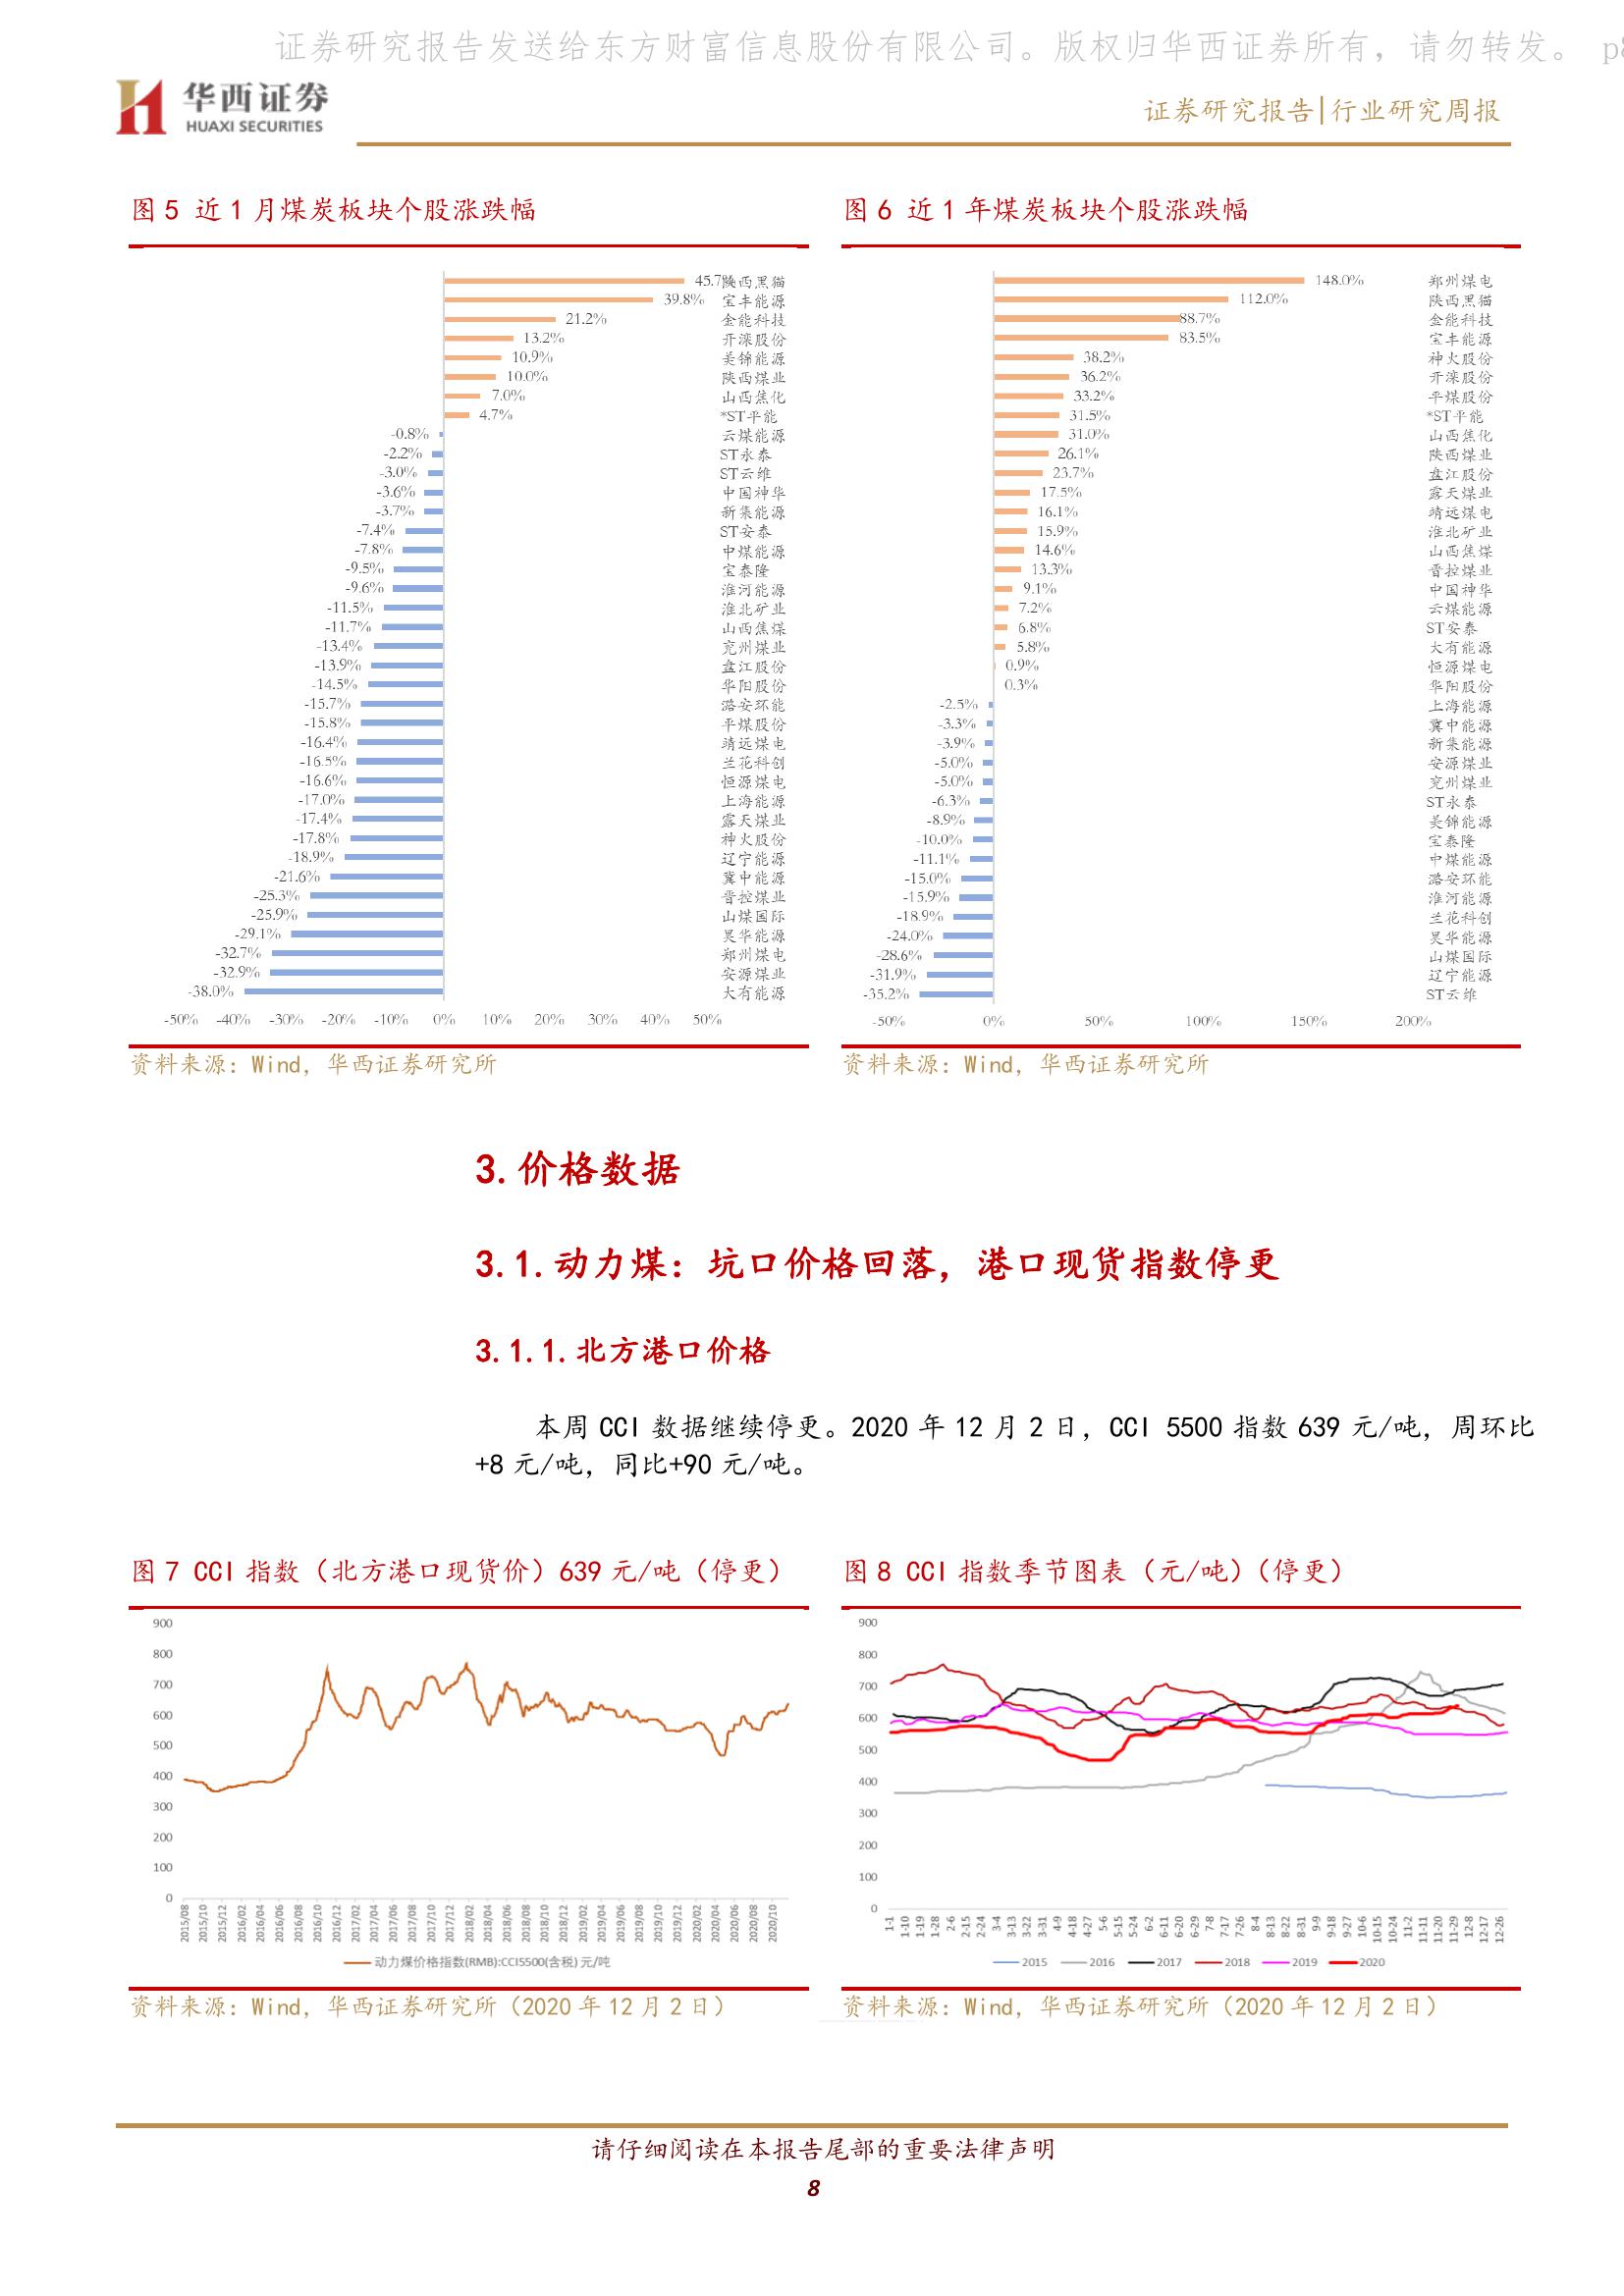 证券研究报告发送给东方财富信息股份有限公司。版权归华西证券所有，请勿转发。 p8
华西证券
HUAXI SECURITIES
证券研究报告|行业研究周报
图 5 近 1 月煤炭板块个股涨跌幅
45.7% 陕西黑猫
39.8% 宝丰能源
21.2% 金能科技
13.2% 开滦股份
10.9% 美锦能源
10.0% 陕西煤业
7.0% 山西焦化
4.7% *ST平能
-0.8% 云煤能源
-2.2% ST永泰
-3.0% ST云维
-3.6% 中国神华
-3.7% 新集能源
-7.4% ST安泰
-7.8% 中煤能源
-9.5% 宝泰隆
-9.6% 淮河能源
-11.5% 淮北矿业
-11.7% 山西焦煤
-13.4% 兖州煤业
-13.9% 盘江股份
-14.5% 华阳股份
-15.7% 潞安环能
-15.8% 平煤股份
-16.4% 靖远煤电
-16.5% 兰花科创
-16.6% 恒源煤电
-17.0% 上海能源
-17.4% 露天煤业
-17.8% 神火股份
-18.9% 辽宁能源
-21.6% 冀中能源
-25.3% 晋控煤业
-25.9% 山煤国际
-29.1% 昊华能源
-32.7% 郑州煤电
-32.9% 安源煤业
-38.0% 大有能源
-50% -40% -30% -20% -10% 0% 10% 20% 30% 40% 50%
资料来源：Wind，华西证券研究所
图 6 近 1 年煤炭板块个股涨跌幅
148.0% 郑州煤电
112.0% 陕西黑猫
88.7% 金能科技
83.5% 宝丰能源
38.2% 神火股份
36.2% 开滦股份
33.2% 平煤股份
31.5% *ST平能
31.0% 山西焦化
26.1% 陕西煤业
23.7% 盘江股份
17.5% 露天煤业
16.1% 靖远煤电
15.9% 淮北矿业
14.6% 山西焦煤
13.3% 晋控煤业
9.1% 中国神华
7.2% 云煤能源
6.8% ST安泰
5.8% 大有能源
0.9% 恒源煤电
0.3% 华阳股份
-2.5% 上海能源
-3.3% 冀中能源
-3.9% 新集能源
-5.0% 安源煤业
-5.0% 兖州煤业
-6.3% ST永泰
-8.9% 美锦能源
-10.0% 宝泰隆
-11.1% 中煤能源
-15.0% 潞安环能
-15.9% 淮河能源
-18.9% 兰花科创
-24.0% 昊华能源
-28.6% 山煤国际
-31.9% 辽宁能源
-35.2% ST云维
-50% 0% 50% 100% 150% 200%
资料来源：Wind，华西证券研究所
3.价格数据
3.1.动力煤：坑口价格回落，港口现货指数停更
3.1.1.北方港口价格
本周 CCI 数据继续停更。2020 年 12 月 2 日，CCI 5500 指数 639 元/吨，周环比
+8 元/吨，同比+90 元/吨。
图 7 CCI 指数（北方港口现货价）639 元/吨（停更）
900
800
700
600
500
400
300
200
100
0
2015/08 2015/10 2015/12 2016/02 2016/04 2016/06 2016/08 2016/10 2016/12 2017/02 2017/04 2017/06 2017/08 2017/10 2017/12 2018/02 2018/04 2018/06 2018/08 2018/10 2018/12 2019/02 2019/04 2019/06 2019/08 2019/10 2019/12 2020/02 2020/04 2020/06 2020/08 2020/10
动力煤价格指数(RMB):CCI5500(含税) 元/吨
资料来源：Wind，华西证券研究所（2020 年 12 月 2 日）
图 8 CCI 指数季节图表（元/吨）（停更）
900
800
700
600
500
400
300
200
100
0
1-1 1-10 1-19 1-28 2-6 2-15 2-24 3-4 3-13 3-22 3-31 4-9 4-18 4-27 5-6 5-15 5-24 6-2 6-11 6-20 6-29 7-8 7-17 7-26 8-4 8-13 8-22 8-31 9-9 9-18 9-27 10-6 10-15 10-24 11-2 11-11 11-20 11-29 12-8 12-17 12-26
2015 2016 2017 2018 2019 2020
资料来源：Wind，华西证券研究所（2020 年 12 月 2 日）
请仔细阅读在本报告尾部的重要法律声明
8